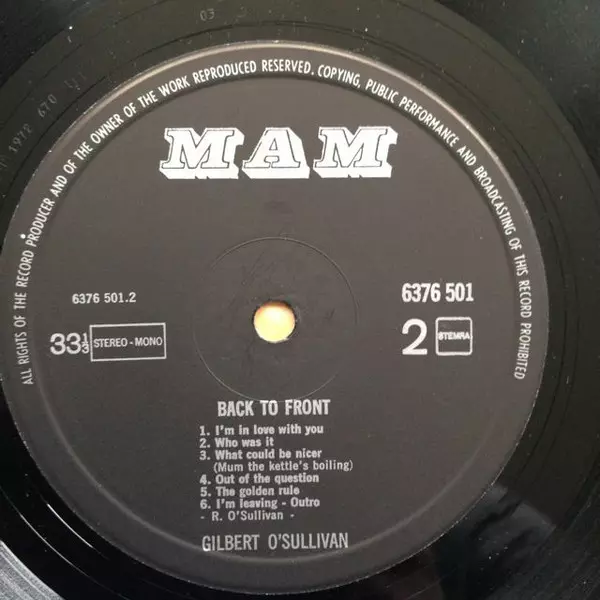 03
1972 670
ALL RIGHTS OF THE RECORD PRODUCER AND OF THE OWNER OF THE WORK REPRODUCED RESERVED. COPYING, PUBLIC PERFORMANCE AND BROADCASTING OF THIS RECORD PROHIBITED
MAM
6376 501.2
6376 501
33⅓ STEREO - MONO
2 STEMRA
BACK TO FRONT
1. I'm in love with you
2. Who was it
3. What could be nicer
(Mum the kettle's boiling)
4. Out of the question
5. The golden rule
6. I'm leaving - Outro
- R. O'Sullivan -
GILBERT O'SULLIVAN